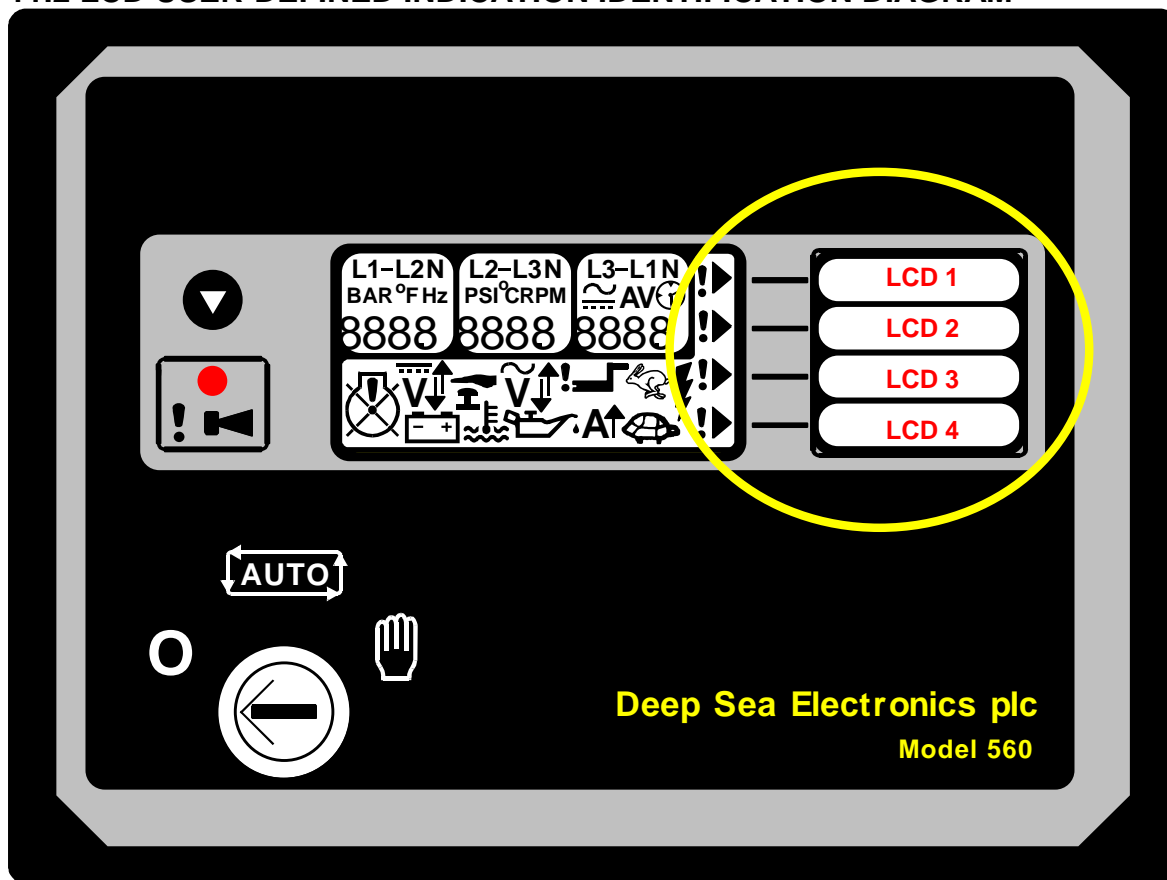 L1-L2N L2-L3N L3-L1N
BAR °F Hz PSI °C RPM AV
8888 8888 8888
LCD 1
LCD 2
LCD 3
LCD 4
! ! ! !
V V !
- + A
!
AUTO
O
Deep Sea Electronics plc
Model 560